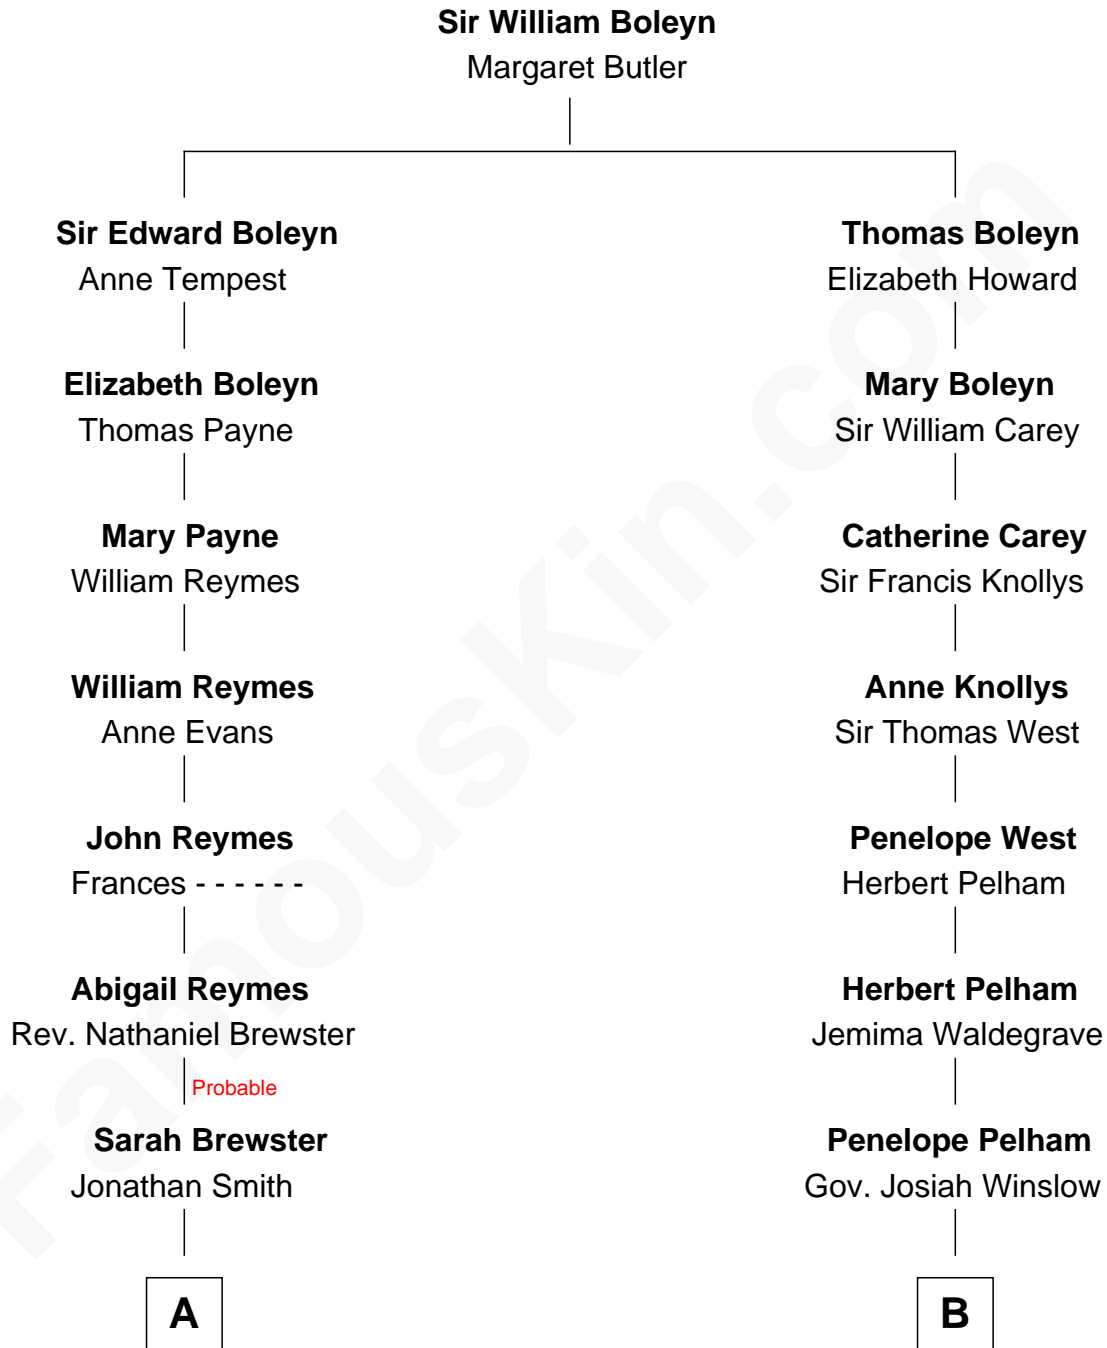 Sir William Boleyn
Margaret Butler
Sir Edward Boleyn
Anne Tempest
Thomas Boleyn
Elizabeth Howard
Elizabeth Boleyn
Thomas Payne
Mary Boleyn
Sir William Carey
Mary Payne
William Reymes
Catherine Carey
Sir Francis Knollys
William Reymes
Anne Evans
Anne Knollys
Sir Thomas West
John Reymes
Frances - - - - - -
Penelope West
Herbert Pelham
Abigail Reymes
Rev. Nathaniel Brewster
Herbert Pelham
Jemima Waldegrave
Probable
Sarah Brewster
Jonathan Smith
Penelope Pelham
Gov. Josiah Winslow
A
B
FamousKin.com